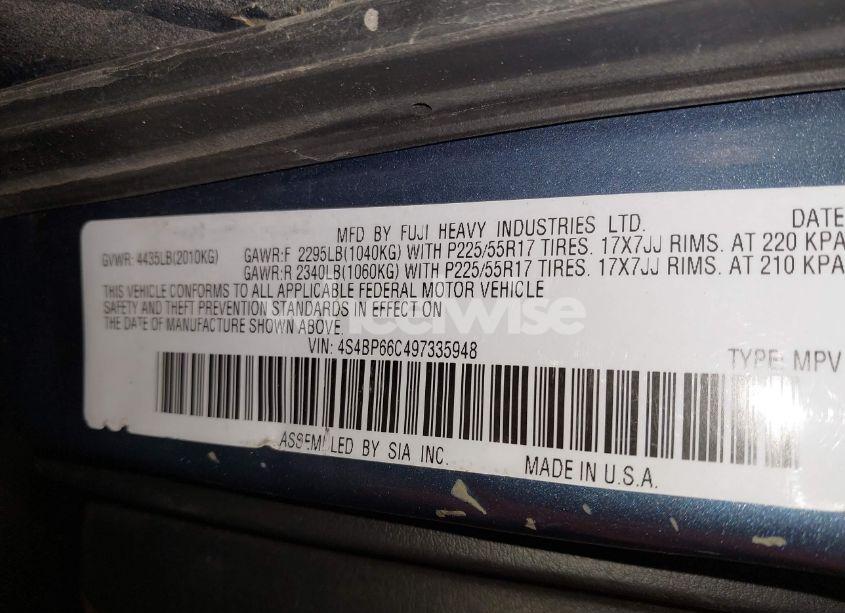 MFD BY FUJI HEAVY INDUSTRIES LTD. DATE
GVWR: 4435LB(2010KG) GAWR:F 2295LB(1040KG) WITH P225/55R17 TIRES. 17X7JJ RIMS. AT 220 KPA
GAWR:R 2340LB(1060KG) WITH P225/55R17 TIRES. 17X7JJ RIMS. AT 210 KPA
THIS VEHICLE CONFORMS TO ALL APPLICABLE FEDERAL MOTOR VEHICLE
SAFETY AND THEFT PREVENTION STANDARDS IN EFFECT ON
THE DATE OF MANUFACTURE SHOWN ABOVE.
VIN: 4S4BP66C497335948 TYPE: MPV
ASSEMBLED BY SIA INC. MADE IN U.S.A.